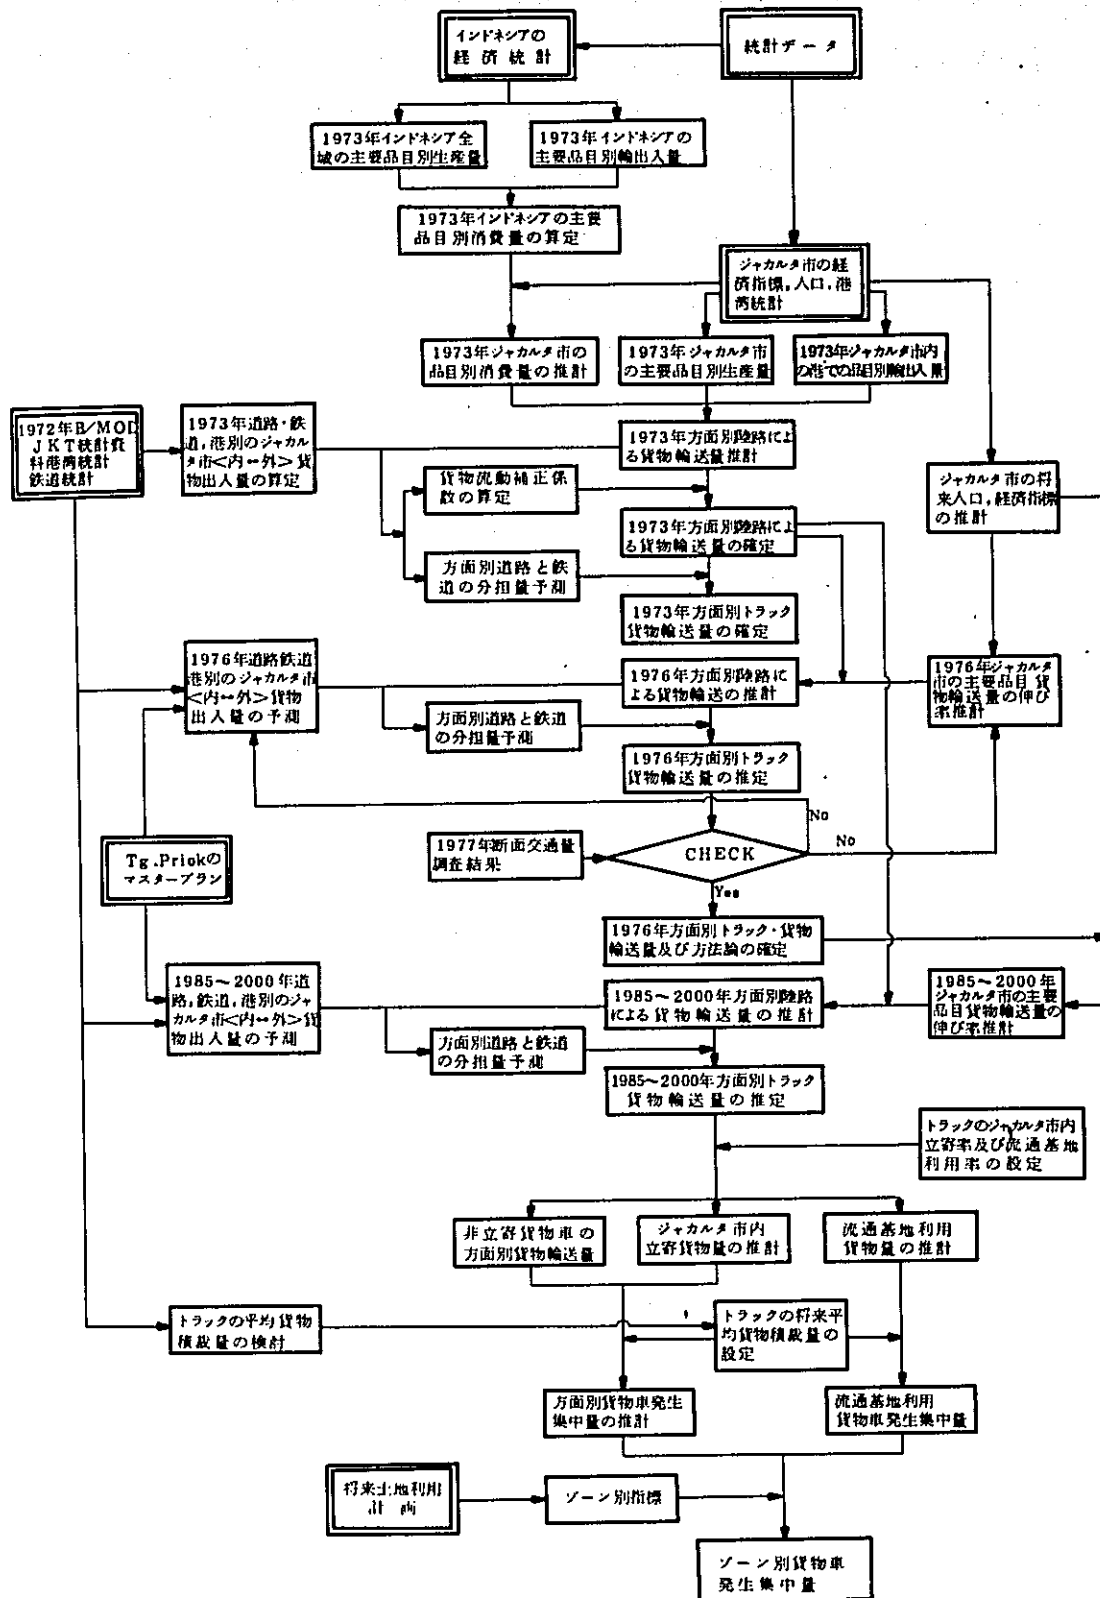 インドネシアの
経済統計
統計データ
1973年インドネシア全
域の主要品目別生産量
1973年インドネシアの
主要品目別輸出入量
1973年インドネシアの主要
品目別消費量の算定
ジャカルタ市の経
済指標,人口,港
湾統計
1973年ジャカルタ市の
品目別消費量の推計
1973年ジャカルタ市
の主要品目別生産量
1973年ジャカルタ市内
の港での品目別輸出入量
1972年B/MOD
JKT統計資
料港湾統計
鉄道統計
1973年道路・鉄
道,港別のジャカル
タ市<内↔外>貨
物出入量の算定
1973年方面別陸路によ
る貨物輸送量推計
貨物流動補正係
数の算定
ジャカルタ市の将
来人口,経済指標
の推計
1973年方面別陸路によ
る貨物輸送量の確定
方面別道路と鉄
道の分担量予測
1973年方面別トラック
貨物輸送量の確定
1976年道路鉄道
港別のジャカルタ市
<内↔外>貨物
出入量の予測
1976年方面別陸路
による貨物輸送の推計
1976年ジャカルタ
市の主要品目貨
物輸送量の伸び
率推計
方面別道路と鉄道
の分担量予測
1976年方面別トラック
貨物輸送量の推定
No
1977年断面交通量
調査結果
CHECK
No
Yes
Tg.Priokの
マスタープラン
1976年方面別トラック・貨物
輸送量及び方法論の確定
1985~2000年道
路,鉄道,港別のジャ
カルタ市<内↔外>貨
物出入量の予測
1985~2000年方面別陸路
による貨物輸送量の推計
1985~2000年
ジャカルタ市の主要
品目貨物輸送量の
伸び率推計
方面別道路と鉄道
の分担量予測
1985~2000年方面別トラック
貨物輸送量の推定
トラックのジャカルタ市内
立寄率及び流通基地
利用率の設定
非立寄貨物車の
方面別貨物輸送量
ジャカルタ市内
立寄貨物量の推計
流通基地利用
貨物量の推計
トラックの平均貨物
積載量の検討
トラックの将来平
均貨物積載量の
設定
方面別貨物車発生
集中量の推計
流通基地利用
貨物車発生集中量
将来土地利用
計画
ゾーン別指標
ゾーン別貨物車
発生集中量